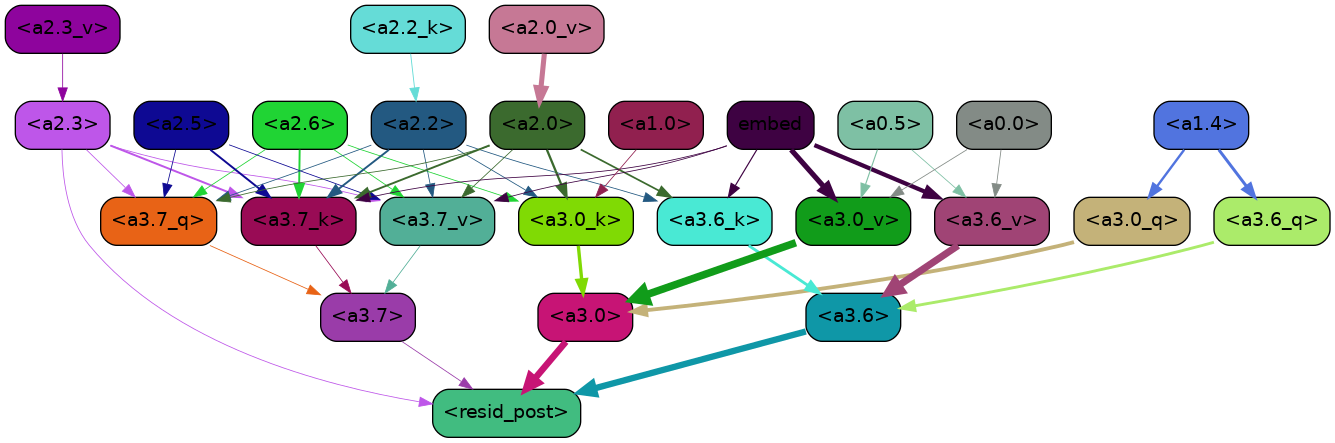 <a2.3_v> <a2.2_k> <a2.0_v>
<a2.3> <a2.5> <a2.6> <a2.2> <a2.0> <a1.0> embed <a0.5> <a0.0> <a1.4>
<a3.7_q> <a3.7_k> <a3.7_v> <a3.0_k> <a3.6_k> <a3.0_v> <a3.6_v> <a3.0_q> <a3.6_q>
<a3.7> <a3.0> <a3.6>
<resid_post>